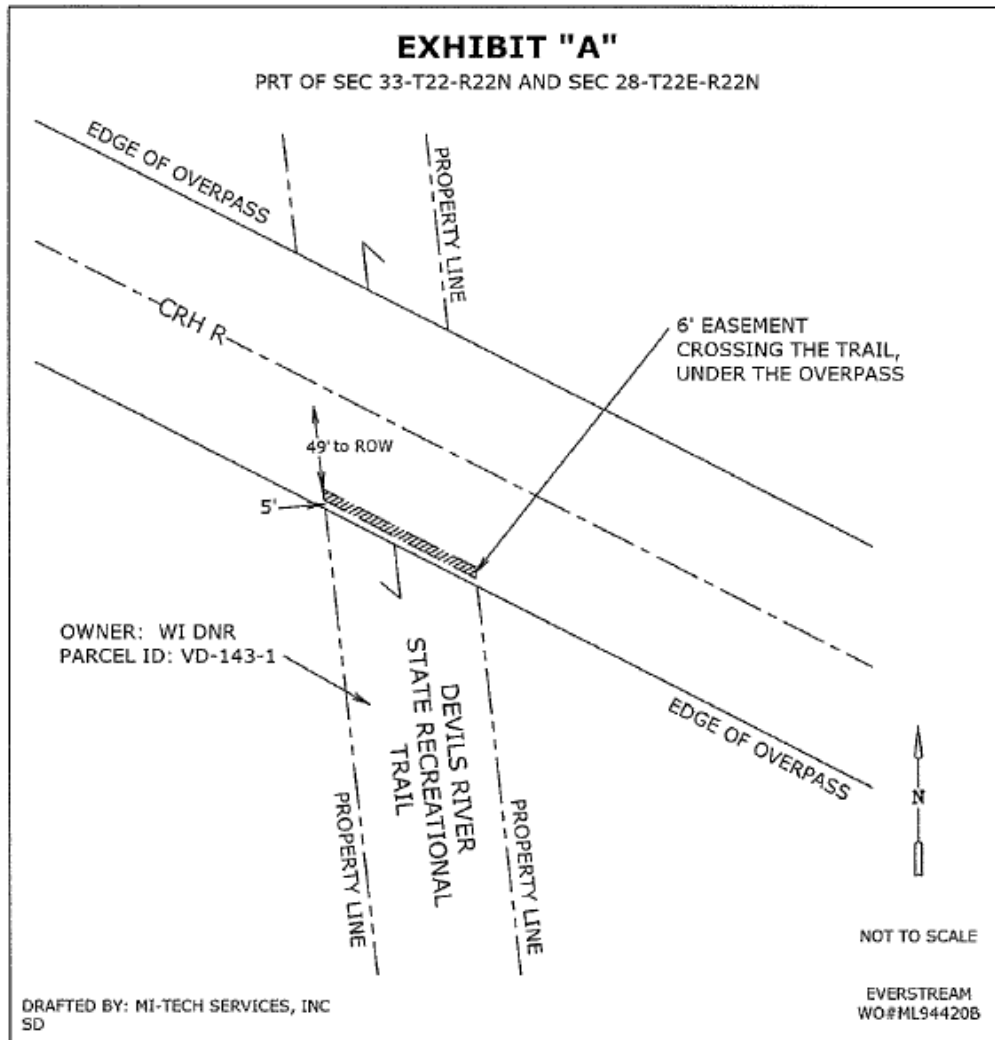 EXHIBIT "A"
PRT OF SEC 33-T22-R22N AND SEC 28-T22E-R22N
EDGE OF OVERPASS
PROPERTY LINE
CRH R
6' EASEMENT
CROSSING THE TRAIL,
UNDER THE OVERPASS
49' to ROW
5'
OWNER: WI DNR
PARCEL ID: VD-143-1
DEVILS RIVER
STATE RECREATIONAL
TRAIL
EDGE OF OVERPASS
PROPERTY LINE
PROPERTY LINE
N
NOT TO SCALE
DRAFTED BY: MI-TECH SERVICES, INC
SD
EVERSTREAM
WO#ML94420B